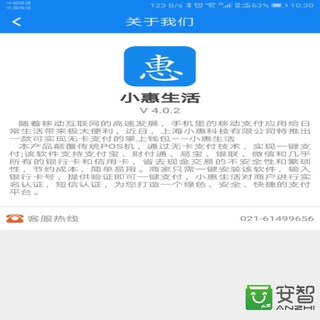 中国联通
中国电信
123 B/s 63% 10:30
关于我们
惠
小惠生活
V 4.0.2
随着移动互联网的高速发展，手机里的移动支付应用给日
常生活带来极大便利，近日，上海小惠科技有限公司特推出
一款可实现无卡支付的掌上钱包——小惠生活
本产品颠覆传统POS机，通过无卡支付技术，实现一键支
付;该软件支持支付宝、财付通、易宝、银联、微信和几乎
所有的银行卡和信用卡，省去现金交易的不安全性和繁琐
性，节约成本、简单易用。商家只需一键安装该软件，输入
银行卡号，提供验证即可一键支付，小惠生活对商户进行实
名认证，短信认证，为您打造一个绿色、安全、快捷的支付
平台。
客服热线 021-61499656
安智
ANZHI